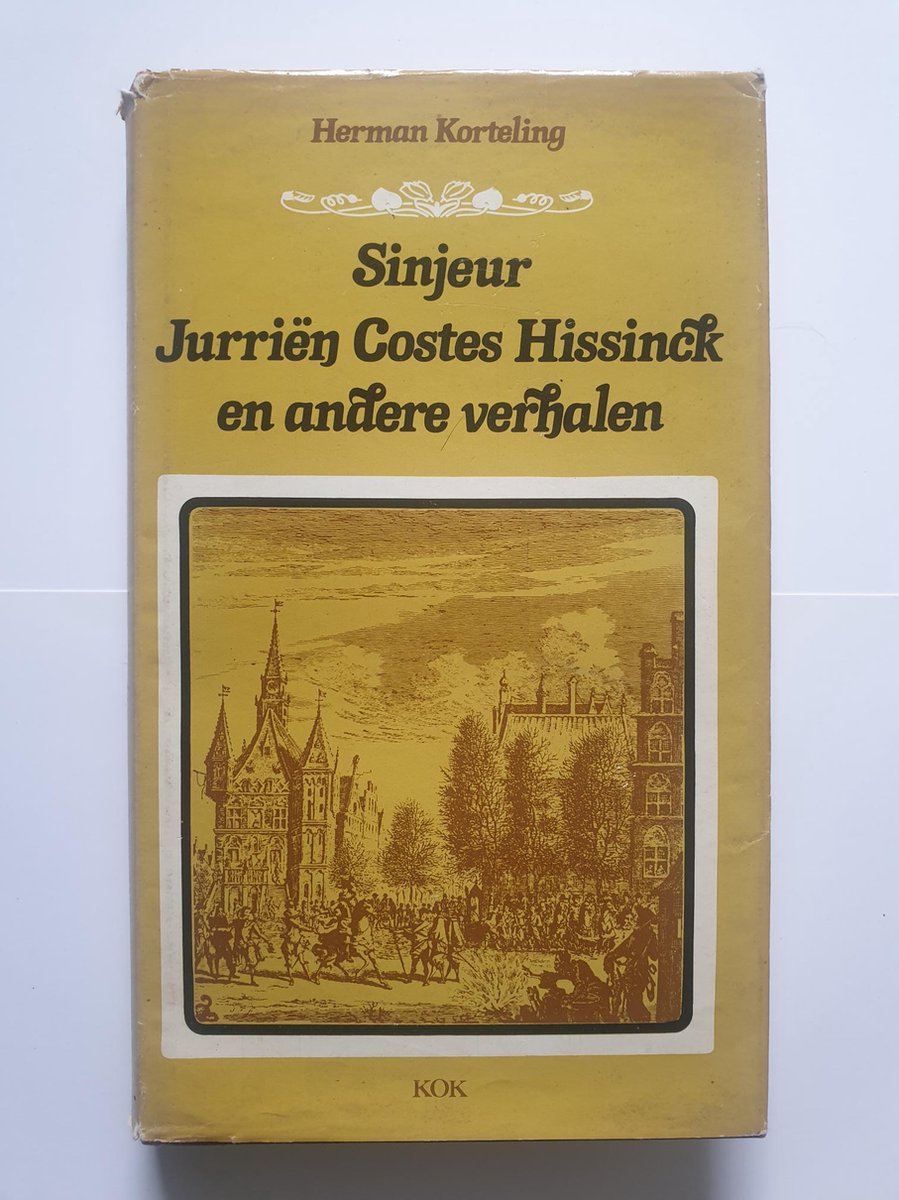 Herman Korteling
Sinjeur
Jurriën Costes Hissinck
en andere verhalen
KOK